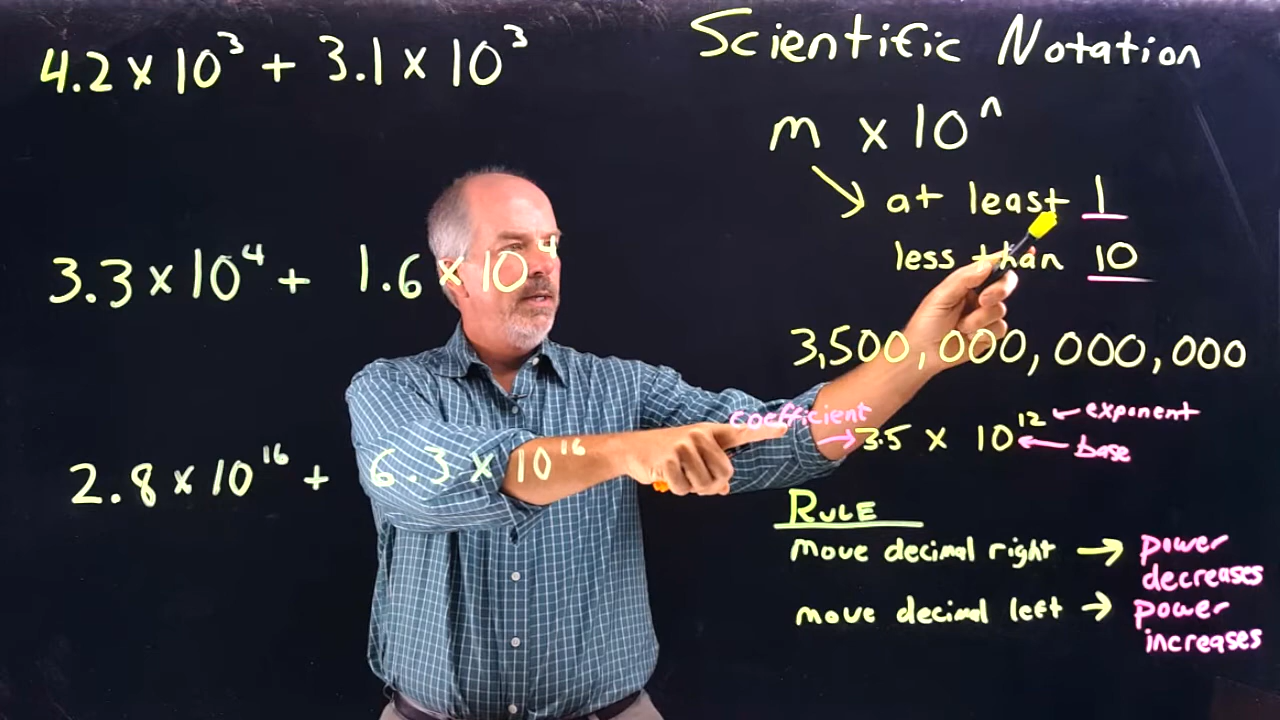 4.2 x 10³ + 3.1 x 10³
3.3 x 10⁴ + 1.6 x 10⁴
2.8 x 10¹⁶ + 6.3 x 10¹⁶
Scientific Notation
m x 10ⁿ
at least 1
less than 10
3,500,000,000,000
coefficient
3.5 x 10¹²
exponent
base
RULE
move decimal right → power decreases
move decimal left → power increases